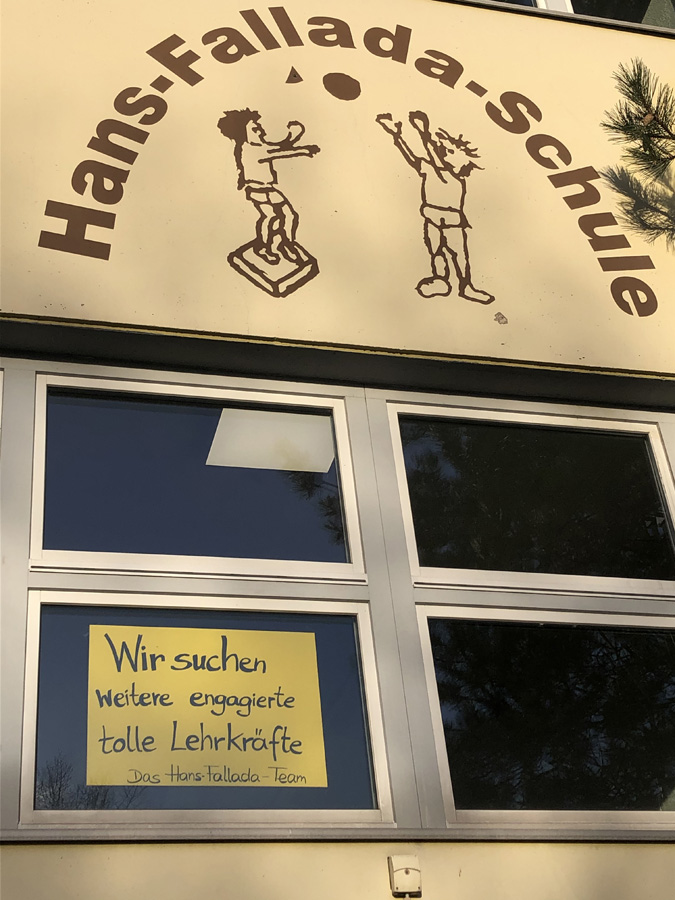 Hans-Fallada-Schule
Wir suchen
weitere engagierte
tolle Lehrkräfte
Das Hans-Fallada-Team